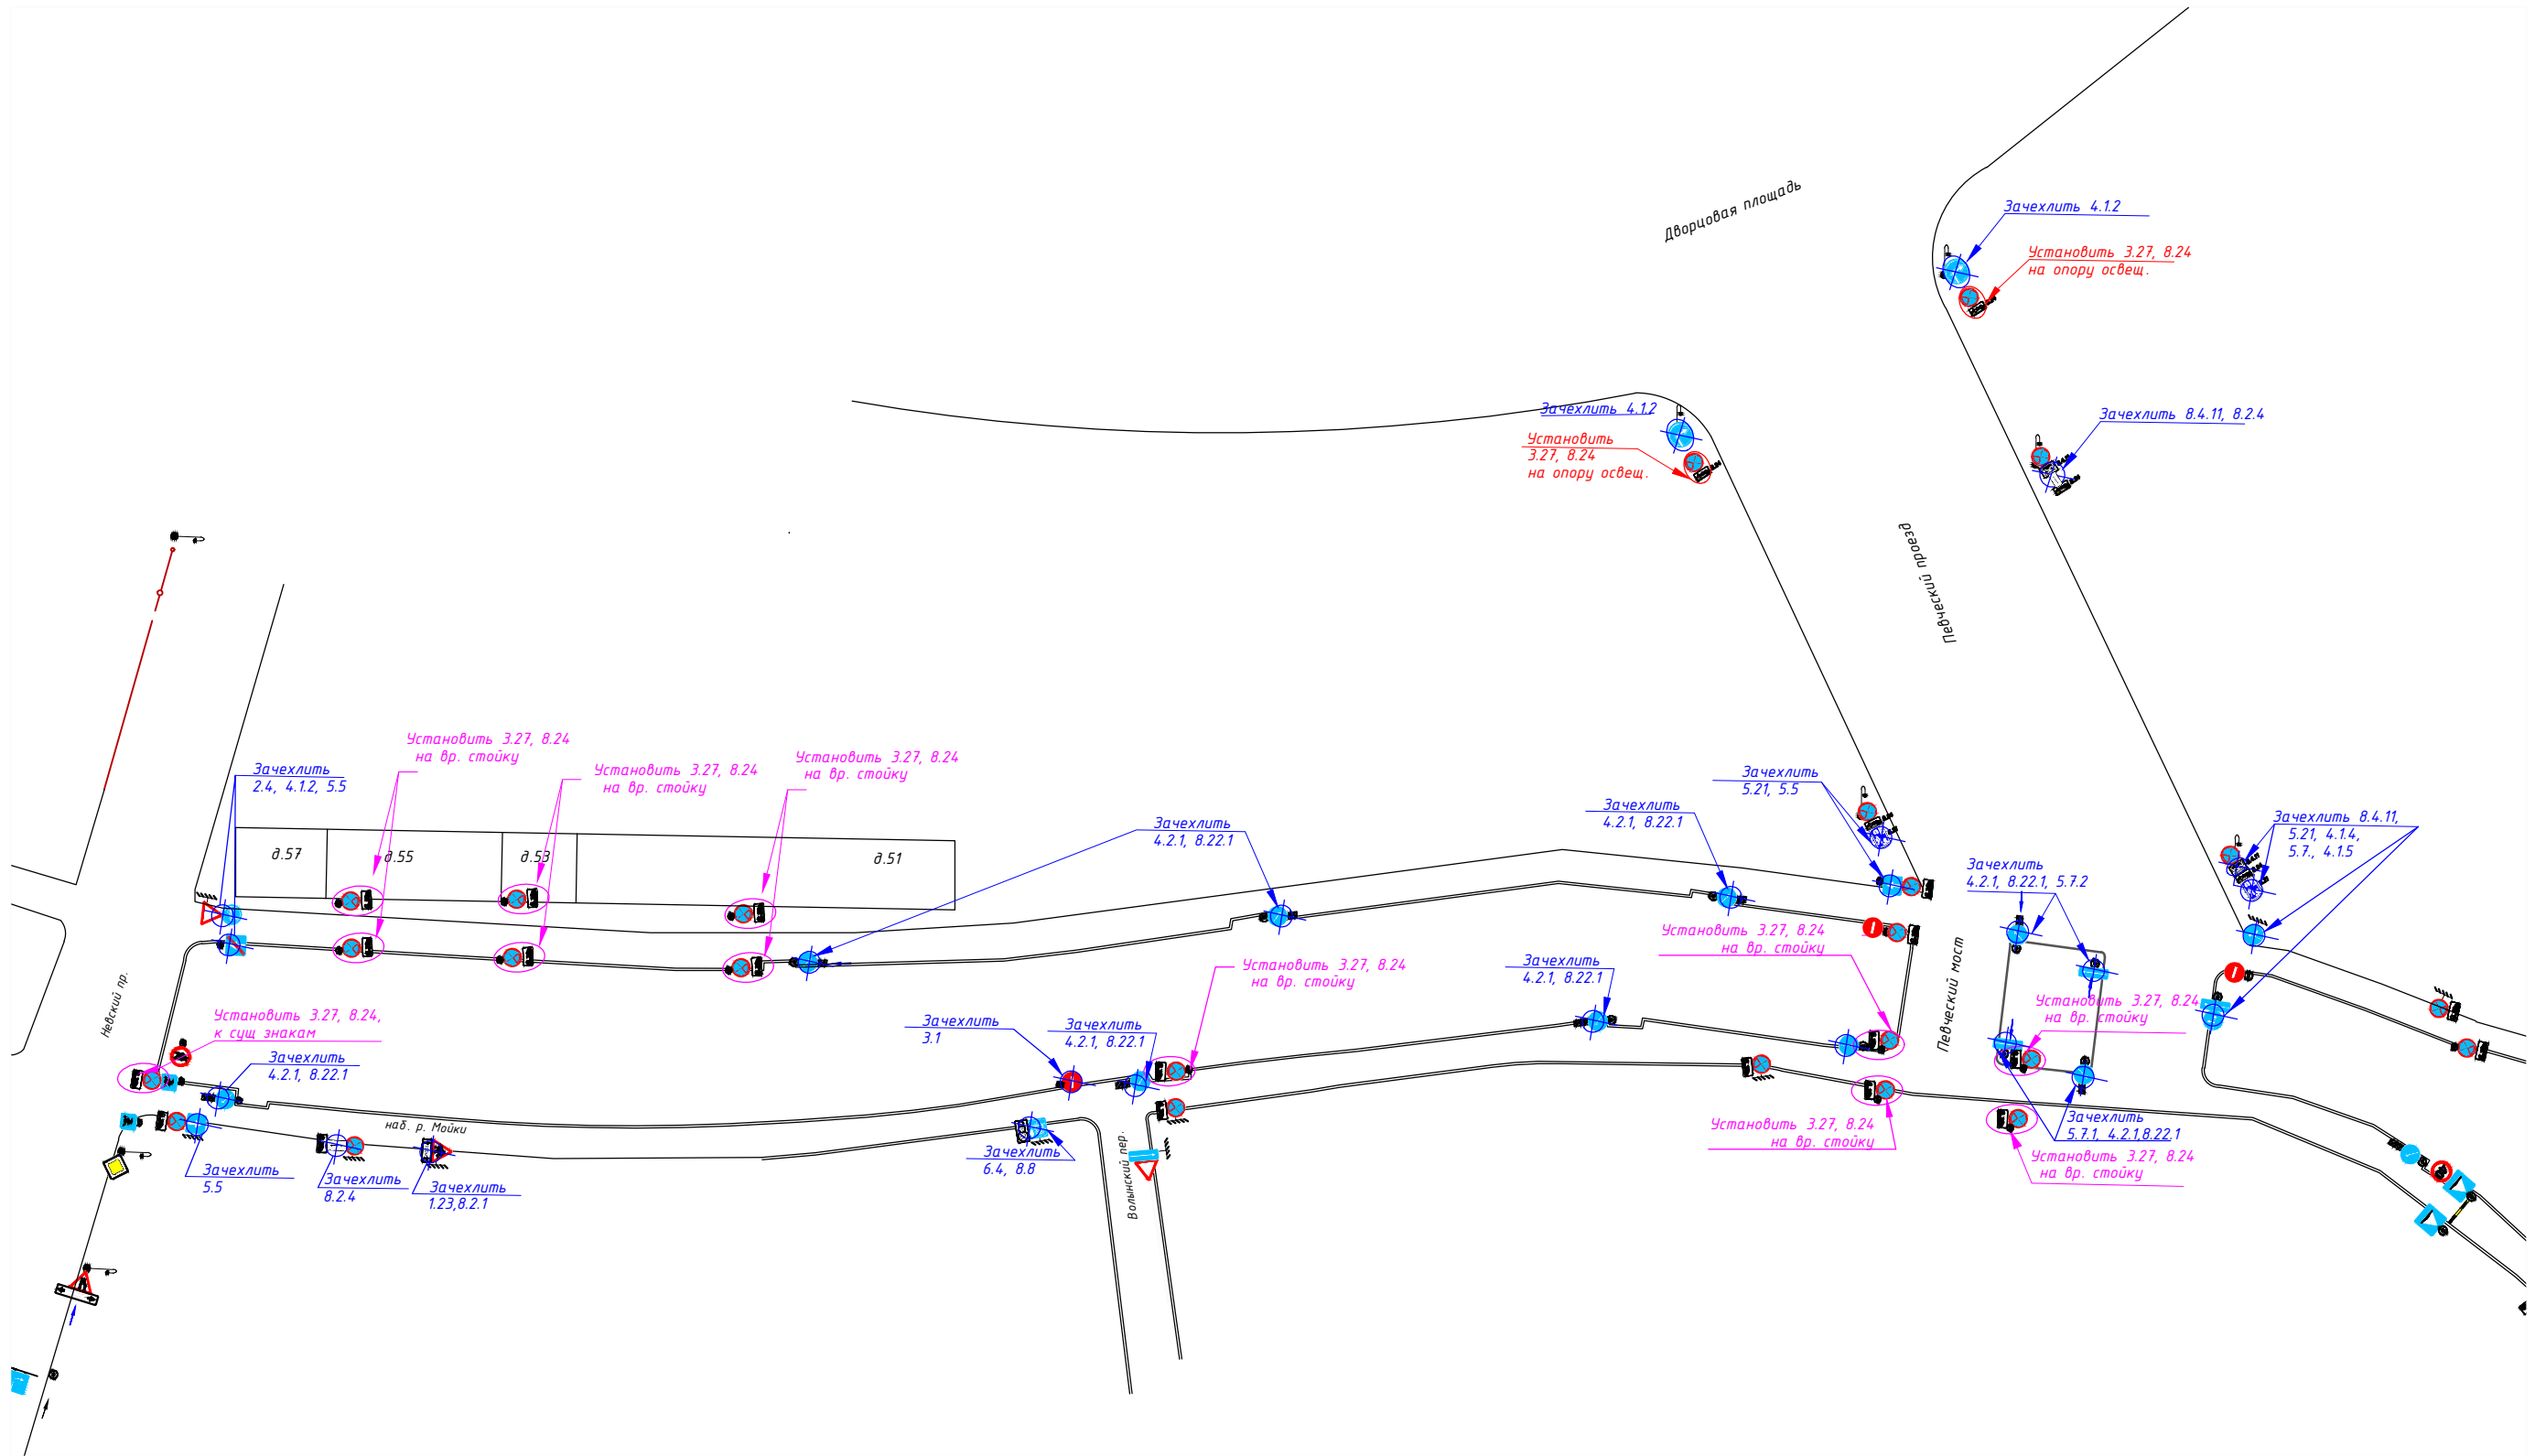 Дворцовая площадь
Зачехлить 4.1.2
Установить 3.27, 8.24
на опору освещ.
Зачехлить 4.1.2
Установить
3.27, 8.24
на опору освещ.
Зачехлить 8.4.11, 8.2.4
Певческий проезд
Установить 3.27, 8.24
на вр. стойку
Установить 3.27, 8.24
на вр. стойку
Установить 3.27, 8.24
на вр. стойку
Зачехлить
2.4, 4.1.2, 5.5
Зачехлить
5.21, 5.5
Зачехлить
4.2.1, 8.22.1
Зачехлить
4.2.1, 8.22.1
Зачехлить 8.4.11,
5.21, 4.1.4,
5.7., 4.1.5
д.57
д.55
д.53
д.51
Зачехлить
4.2.1, 8.22.1, 5.7.2
Установить 3.27, 8.24
на вр. стойку
Зачехлить
4.2.1, 8.22.1
Установить 3.27, 8.24
на вр. стойку
Невский пр.
Певческий мост
Установить 3.27, 8.24
на вр. стойку
Установить 3.27, 8.24,
к сущ знакам
Зачехлить
3.1
Зачехлить
4.2.1, 8.22.1
Зачехлить
4.2.1, 8.22.1
наб. р. Мойки
Установить 3.27, 8.24
на вр. стойку
Зачехлить
5.7.1, 4.2.1,8.22.1
Зачехлить
6.4, 8.8
Волынский пер.
Установить 3.27, 8.24
на вр. стойку
Зачехлить
5.5
Зачехлить
8.2.4
Зачехлить
1.23,8.2.1